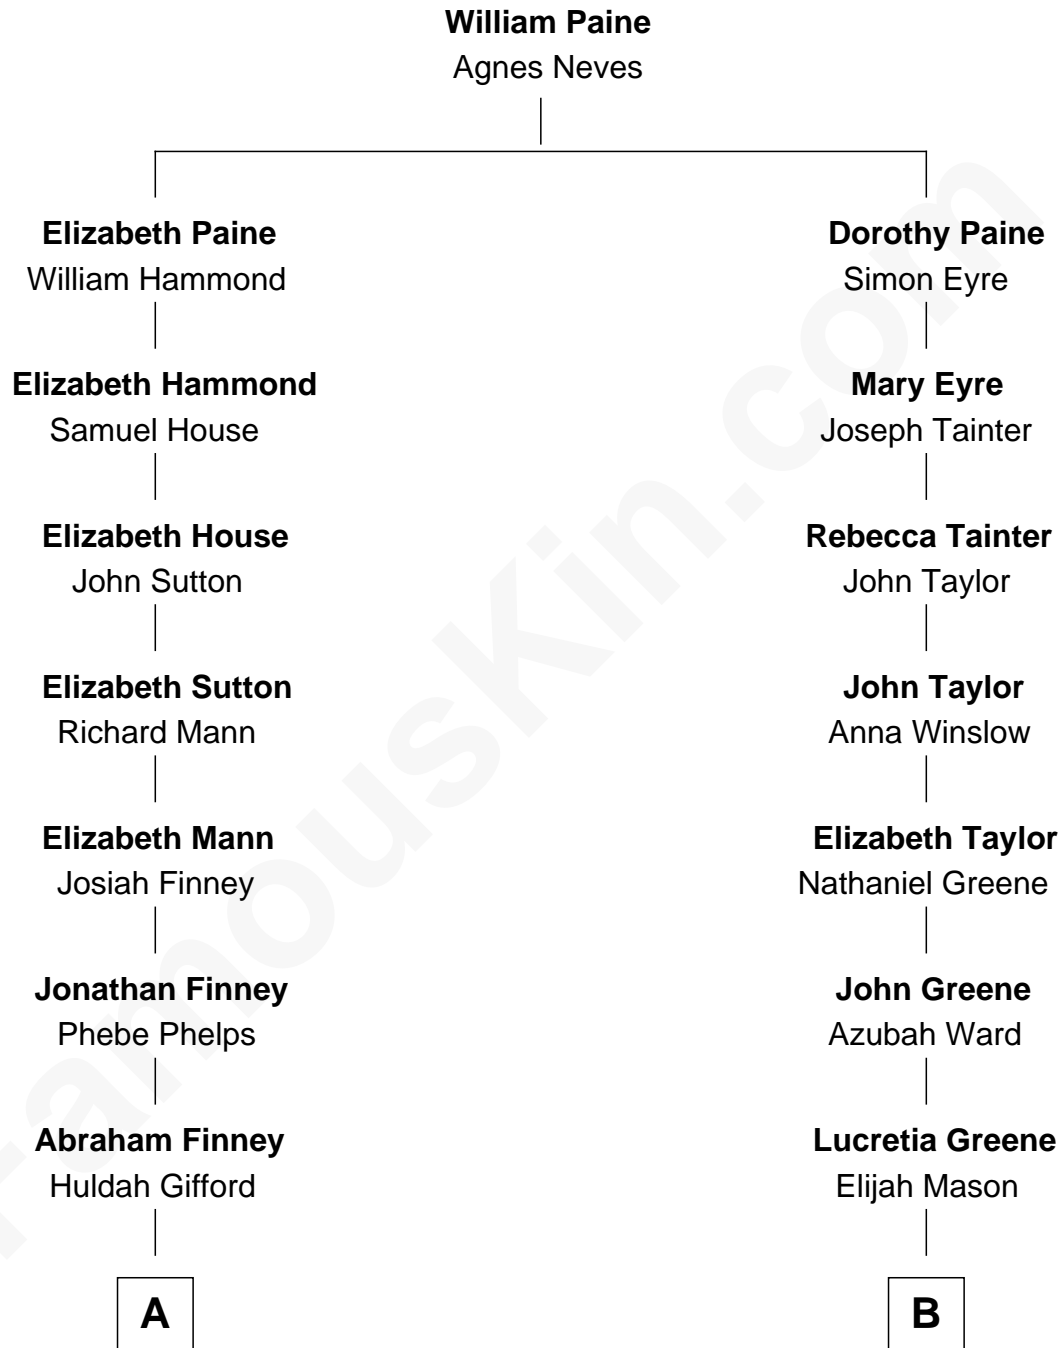 William Paine
Agnes Neves
Elizabeth Paine
William Hammond
Elizabeth Hammond
Samuel House
Elizabeth House
John Sutton
Elizabeth Sutton
Richard Mann
Elizabeth Mann
Josiah Finney
Jonathan Finney
Phebe Phelps
Abraham Finney
Huldah Gifford
A
Dorothy Paine
Simon Eyre
Mary Eyre
Joseph Tainter
Rebecca Tainter
John Taylor
John Taylor
Anna Winslow
Elizabeth Taylor
Nathaniel Greene
John Greene
Azubah Ward
Lucretia Greene
Elijah Mason
B
FamousKin.com